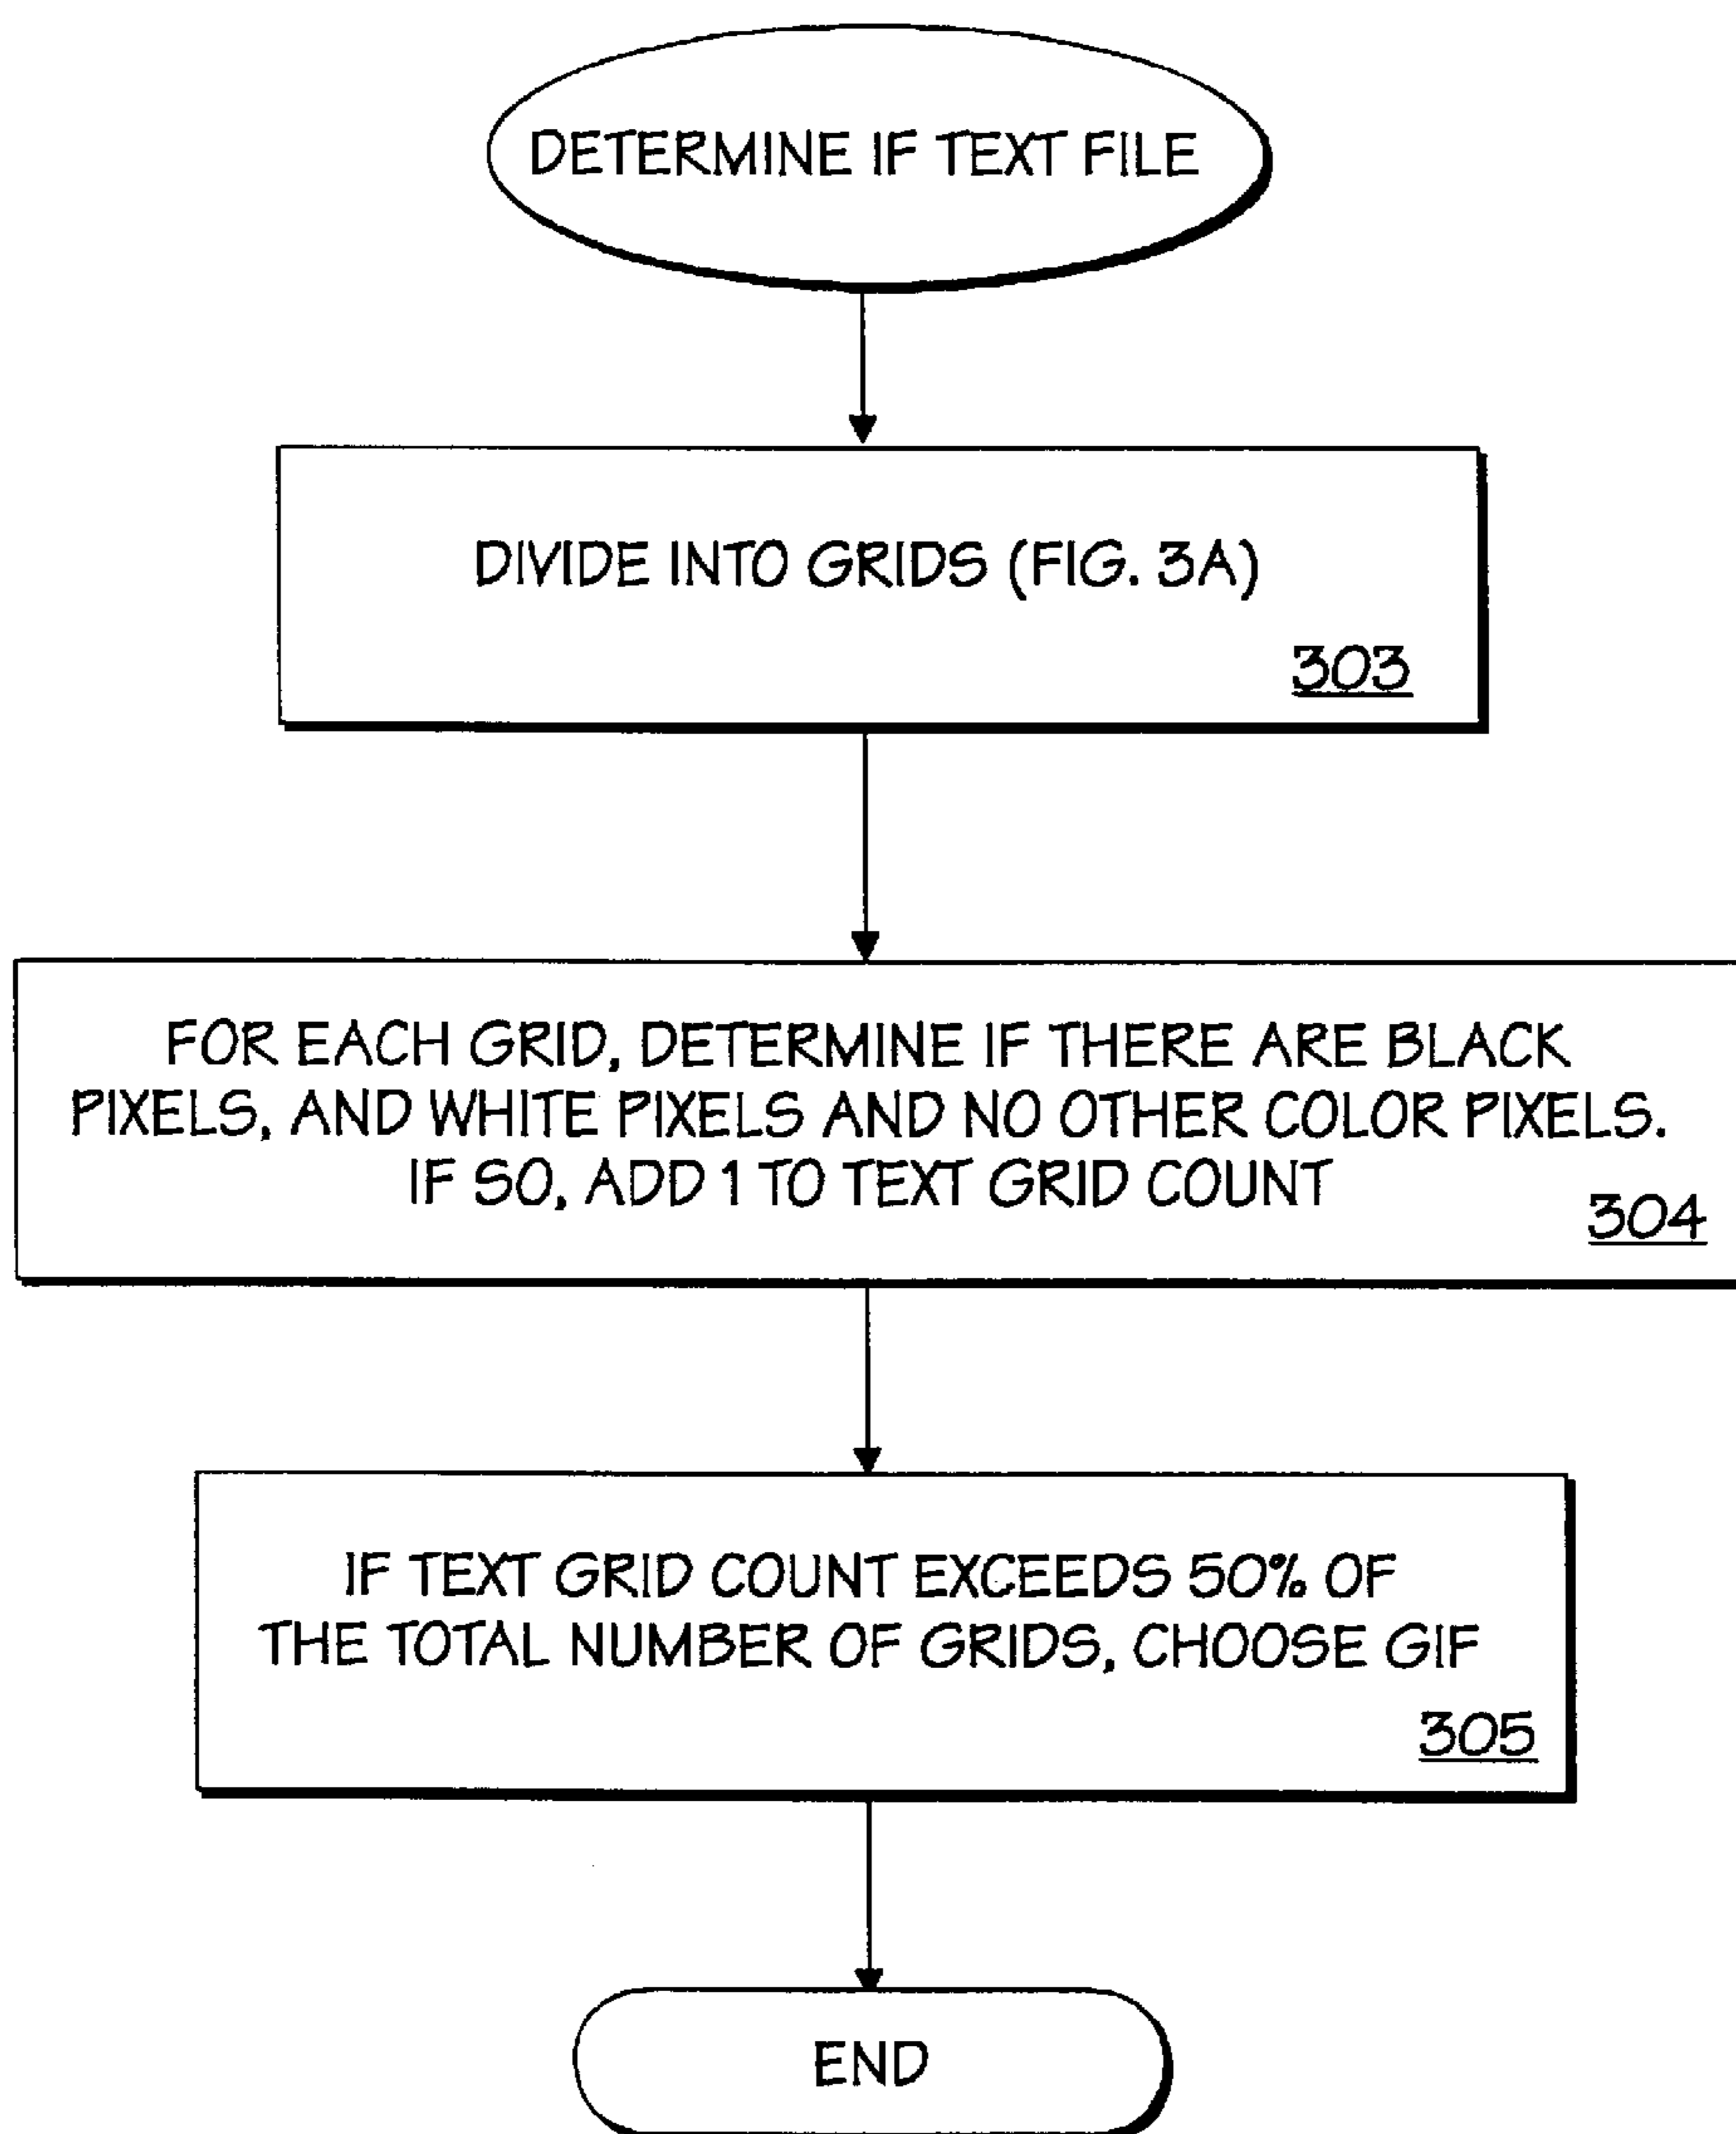 DETERMINE IF TEXT FILE
DIVIDE INTO GRIDS (FIG. 3A)
303
FOR EACH GRID, DETERMINE IF THERE ARE BLACK
PIXELS, AND WHITE PIXELS AND NO OTHER COLOR PIXELS.
IF SO, ADD 1 TO TEXT GRID COUNT
304
IF TEXT GRID COUNT EXCEEDS 50% OF
THE TOTAL NUMBER OF GRIDS, CHOOSE GIF
305
END